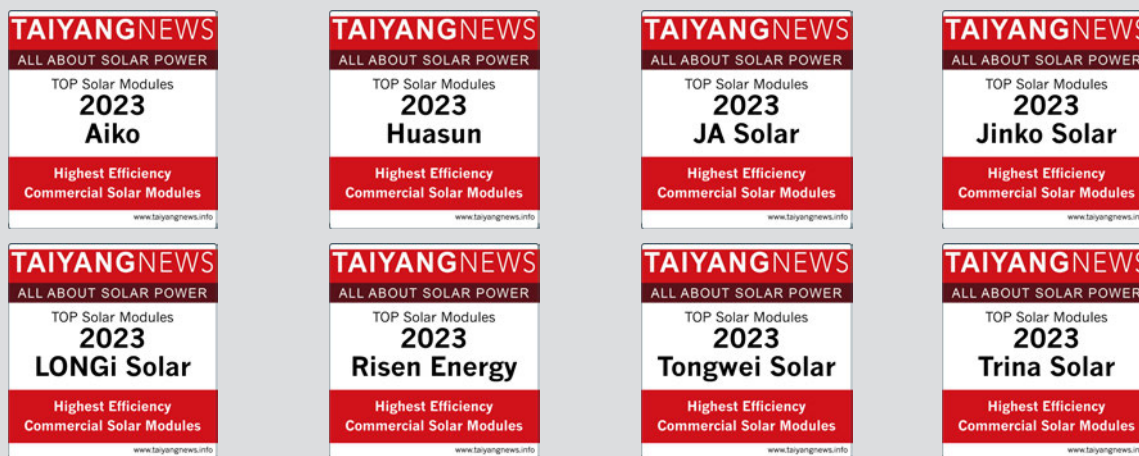 TAIYANGNEWS
ALL ABOUT SOLAR POWER
TOP Solar Modules
2023
Aiko
Highest Efficiency
Commercial Solar Modules
www.taiyangnews.info
TAIYANGNEWS
ALL ABOUT SOLAR POWER
TOP Solar Modules
2023
Huasun
Highest Efficiency
Commercial Solar Modules
www.taiyangnews.info
TAIYANGNEWS
ALL ABOUT SOLAR POWER
TOP Solar Modules
2023
JA Solar
Highest Efficiency
Commercial Solar Modules
www.taiyangnews.info
TAIYANGNEWS
ALL ABOUT SOLAR POWER
TOP Solar Modules
2023
Jinko Solar
Highest Efficiency
Commercial Solar Modules
www.taiyangnews.in
TAIYANGNEWS
ALL ABOUT SOLAR POWER
TOP Solar Modules
2023
LONGi Solar
Highest Efficiency
Commercial Solar Modules
www.taiyangnews.info
TAIYANGNEWS
ALL ABOUT SOLAR POWER
TOP Solar Modules
2023
Risen Energy
Highest Efficiency
Commercial Solar Modules
www.taiyangnews.info
TAIYANGNEWS
ALL ABOUT SOLAR POWER
TOP Solar Modules
2023
Tongwei Solar
Highest Efficiency
Commercial Solar Modules
www.taiyangnews.info
TAIYANGNEWS
ALL ABOUT SOLAR POWER
TOP Solar Modules
2023
Trina Solar
Highest Efficiency
Commercial Solar Modules
www.taiyangnews.in